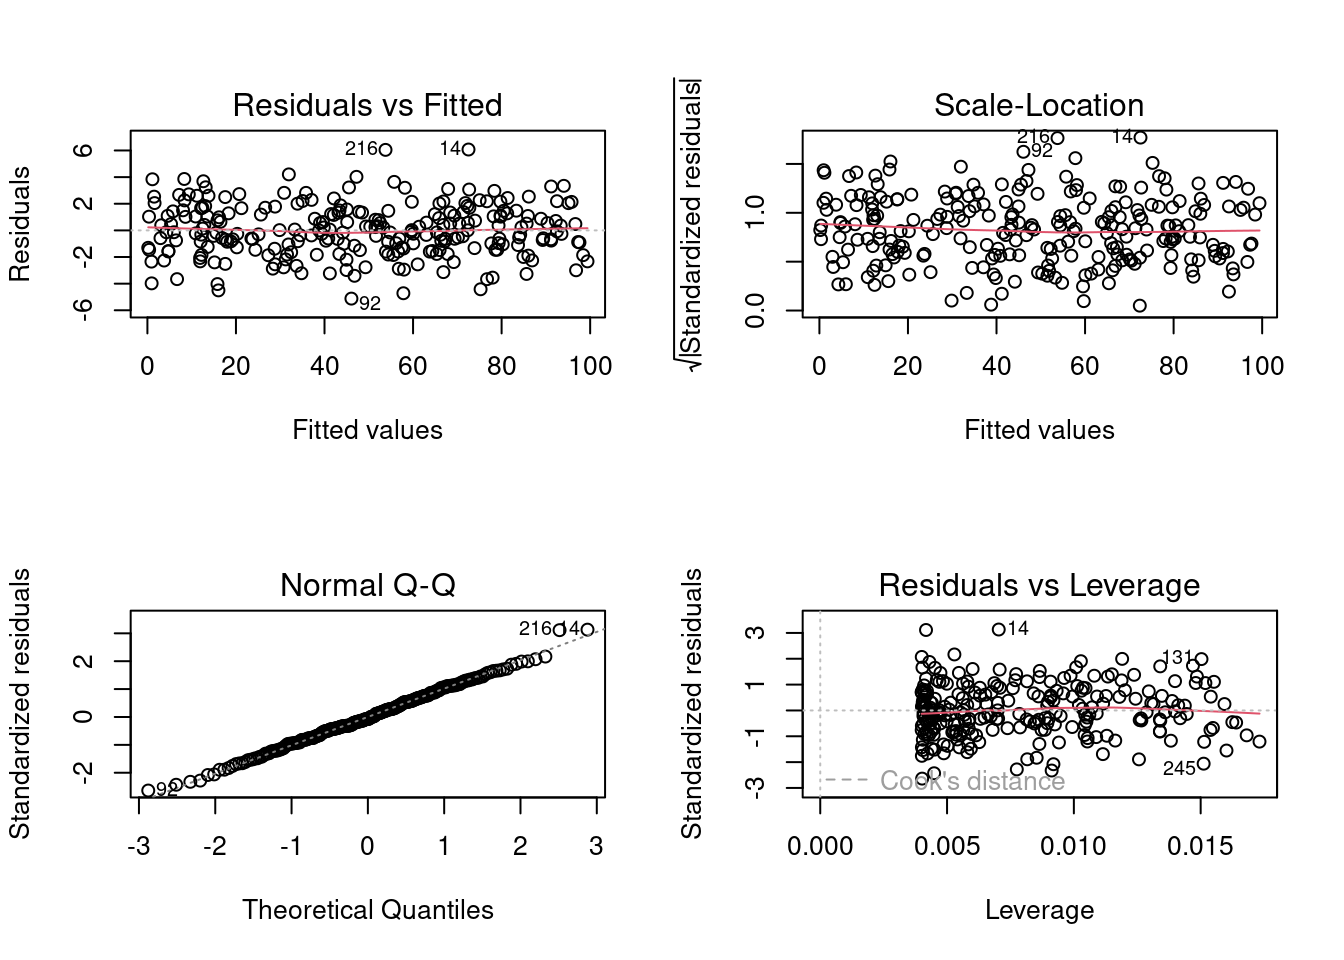 Residuals vs Fitted
Residuals
6
2
-2
-6
216
14
92
0 20 40 60 80 100
Fitted values
Scale-Location
√|Standardized residuals|
1.0
0.0
216
92
14
0 20 40 60 80 100
Fitted values
Normal Q-Q
Standardized residuals
2
0
-2
216
14
92
-3 -2 -1 0 1 2 3
Theoretical Quantiles
Residuals vs Leverage
Standardized residuals
3
1
-1
-3
14
131
245
Cook's distance
0.000 0.005 0.010 0.015
Leverage